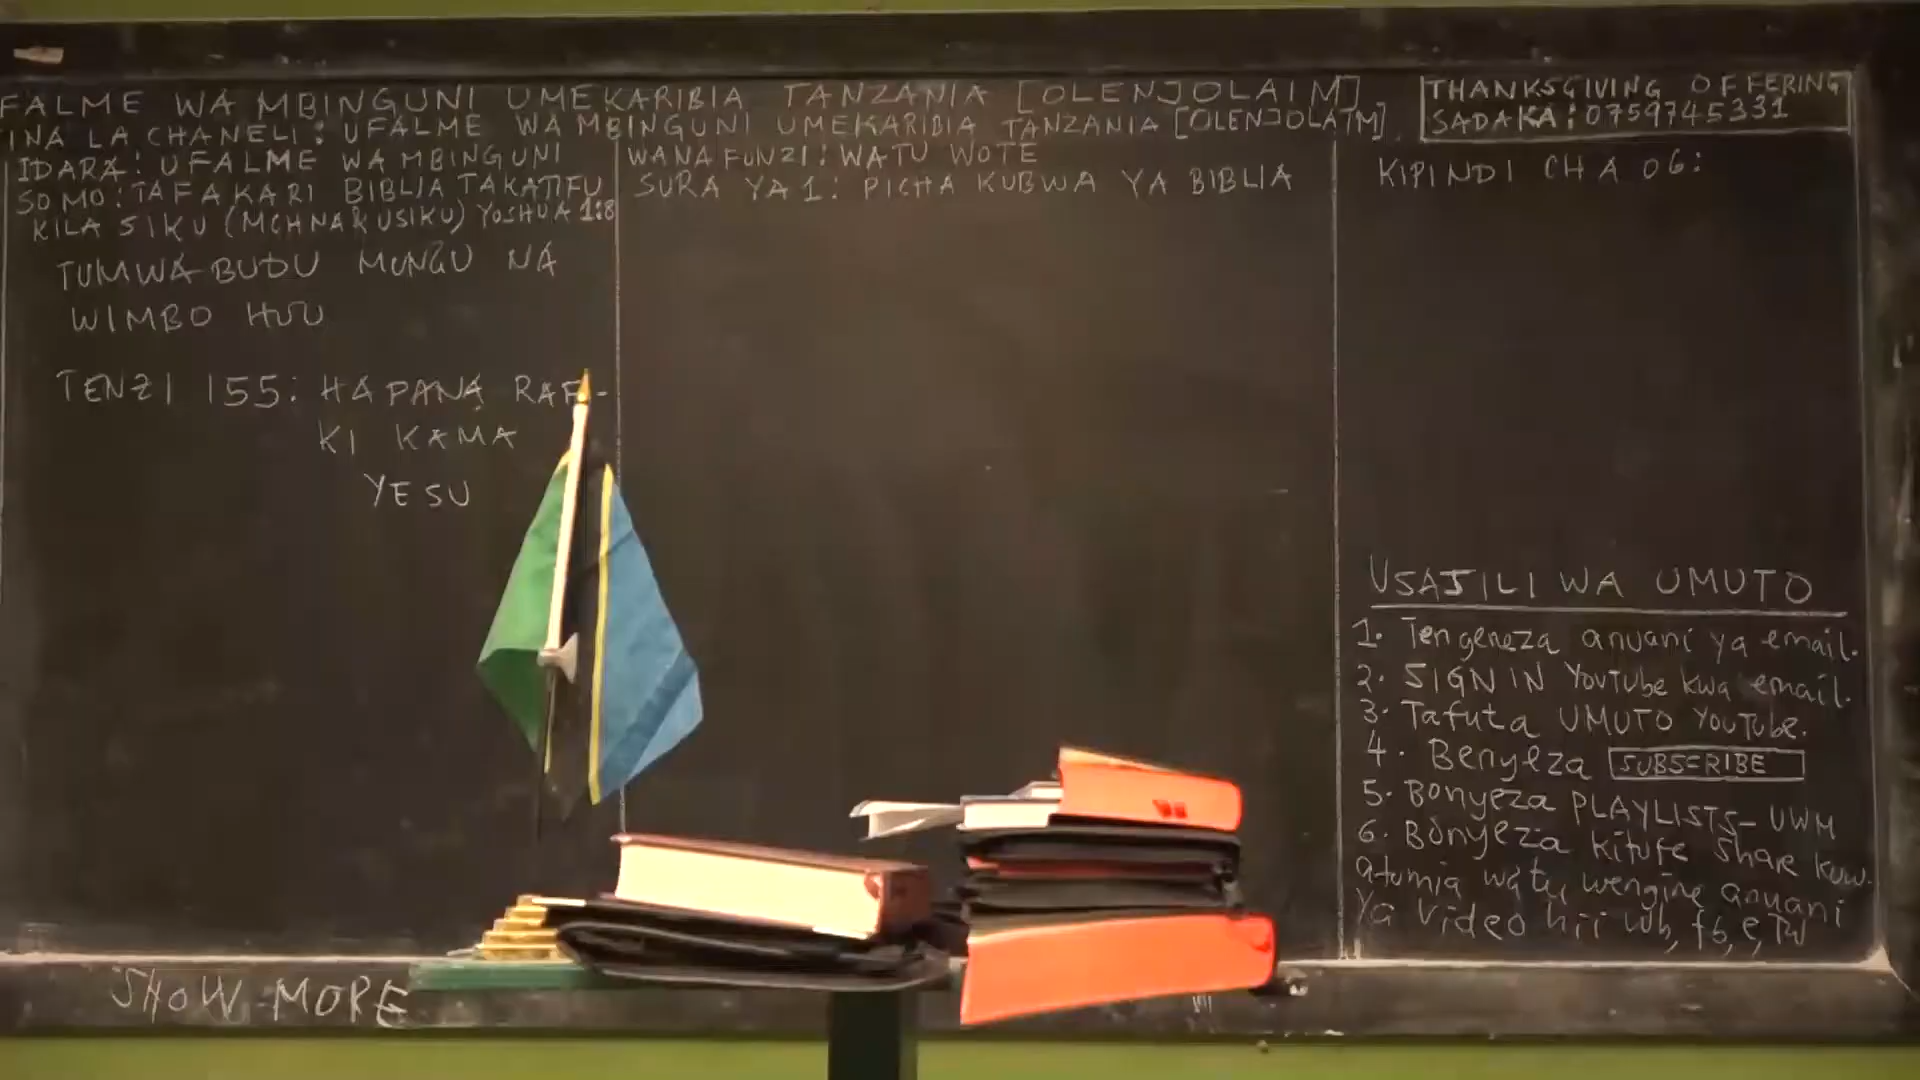 FALME WA MBINGUNI UMEKARIBIA TANZANIA [OLENJOLAIM]
INA LA CHANELI: UFALME WA MBINGUNI UMEKARIBIA TANZANIA [OLENJOLAIM]
THANKSGIVING OFFERING
SADAKA: 0759745331
IDARA: UFALME WA MBINGUNI
SOMO: TAFAKARI BIBLIA TAKATIFU
KILA SIKU (MCHNA KUSIKU) YOSHUA 1:8
TUMWABUDU MUNGU NA
WIMBO HUU
TENZI 155: HAPANA RAFI-
KI KAMA
YESU
WANAFUNZI: WATU WOTE
SURA YA 1: PICHA KUBWA YA BIBLIA
KIPINDI CHA 06:
USAJILI WA UMUTO
1. Tengeneza anuani ya email.
2. SIGN IN YouTube kwa email.
3. Tafuta UMUTO YouTube.
4. Benyeza SUBSCRIBE
5. Bonyeza PLAYLISTS-UWM
6. Bonyeza kitufe share kuw.
atumia watu wengine anuani
ya video hii wh, fb, e, Tw
SHOW MORE